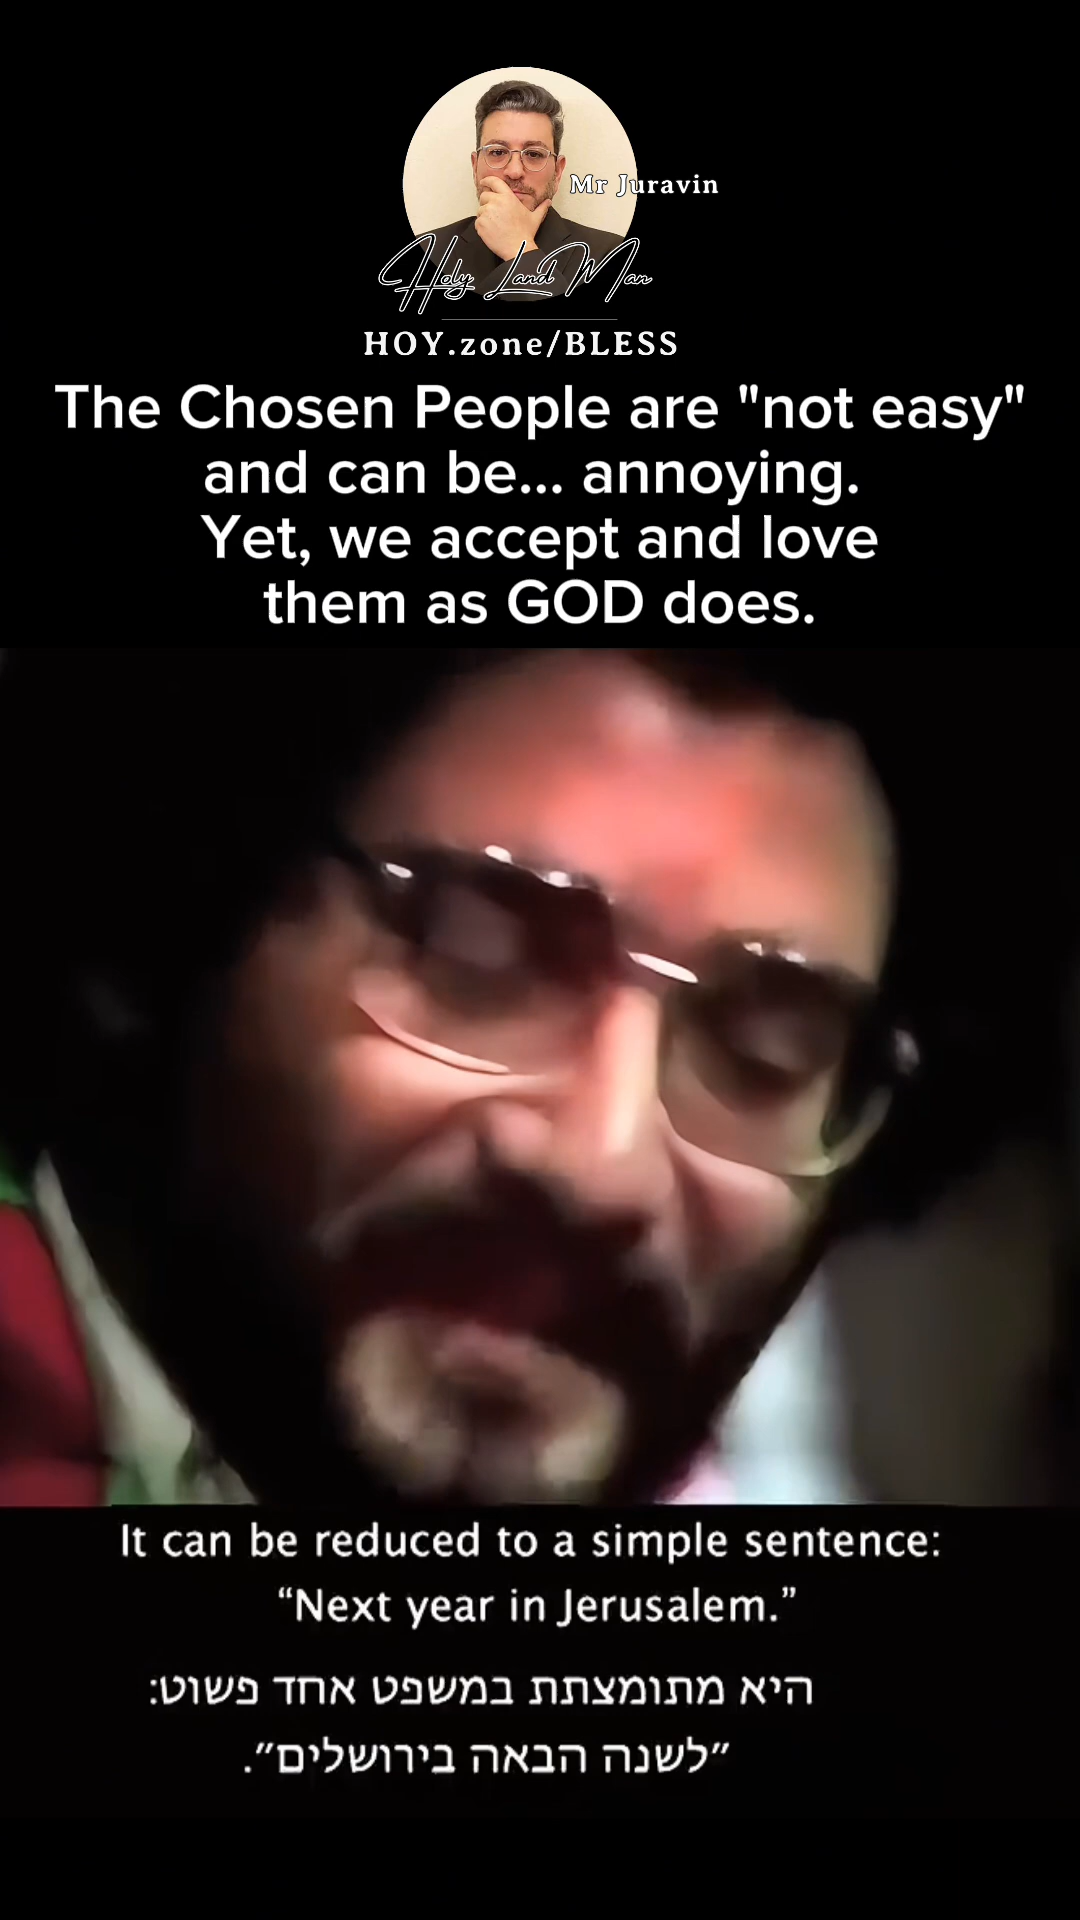 Mr Juravin
Holy Land Man
HOY.zone/BLESS
The Chosen People are "not easy"
and can be... annoying.
Yet, we accept and love
them as GOD does.
It can be reduced to a simple sentence:
“Next year in Jerusalem.”
היא מתומצתת במשפט אחד פשוט:
״לשנה הבאה בירושלים״.